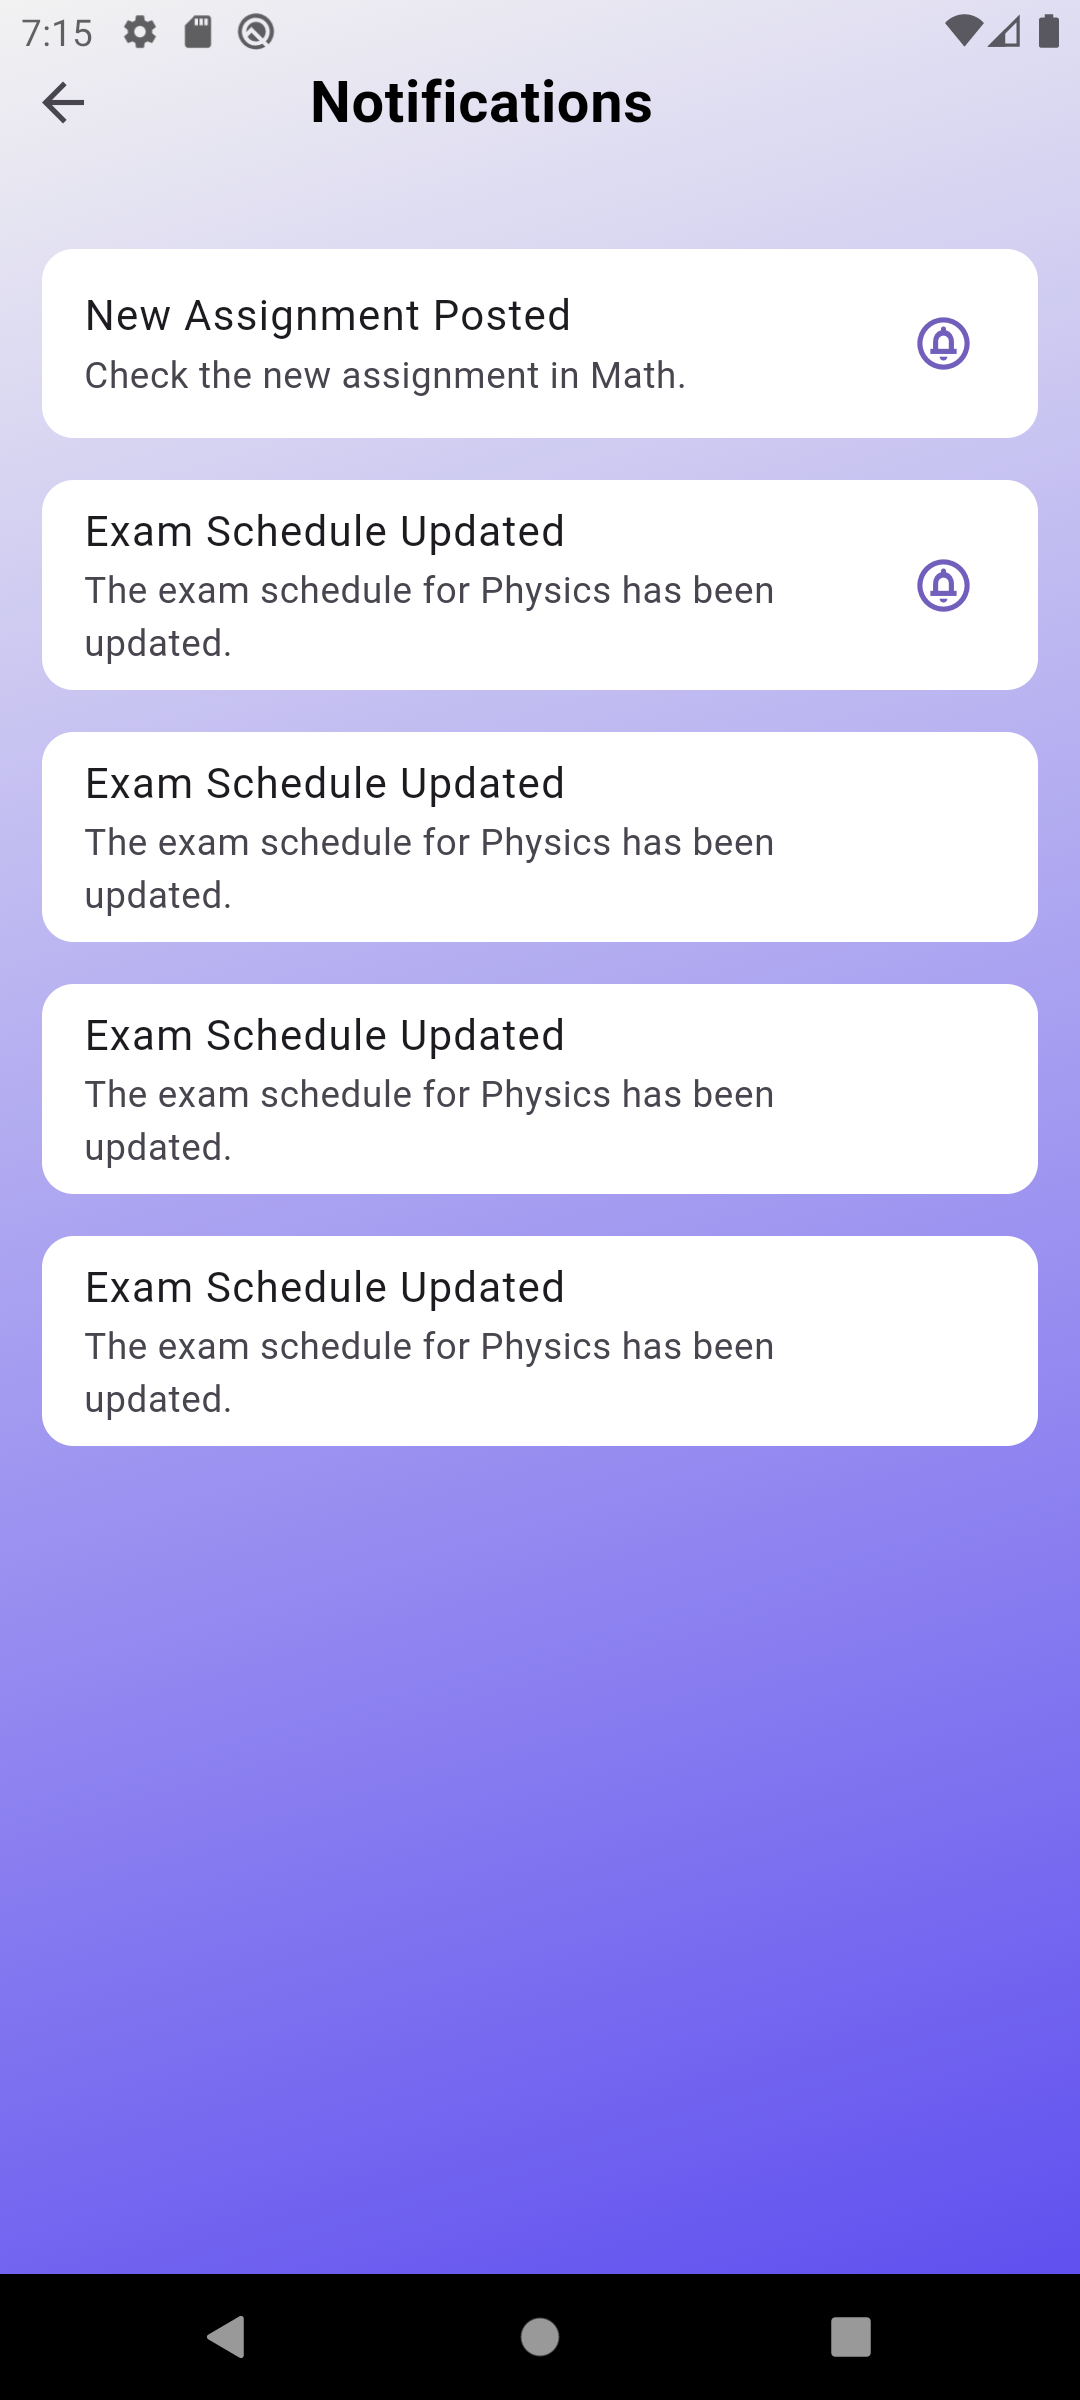 7:15
Notifications
New Assignment Posted
Check the new assignment in Math.
Exam Schedule Updated
The exam schedule for Physics has been
updated.
Exam Schedule Updated
The exam schedule for Physics has been
updated.
Exam Schedule Updated
The exam schedule for Physics has been
updated.
Exam Schedule Updated
The exam schedule for Physics has been
updated.